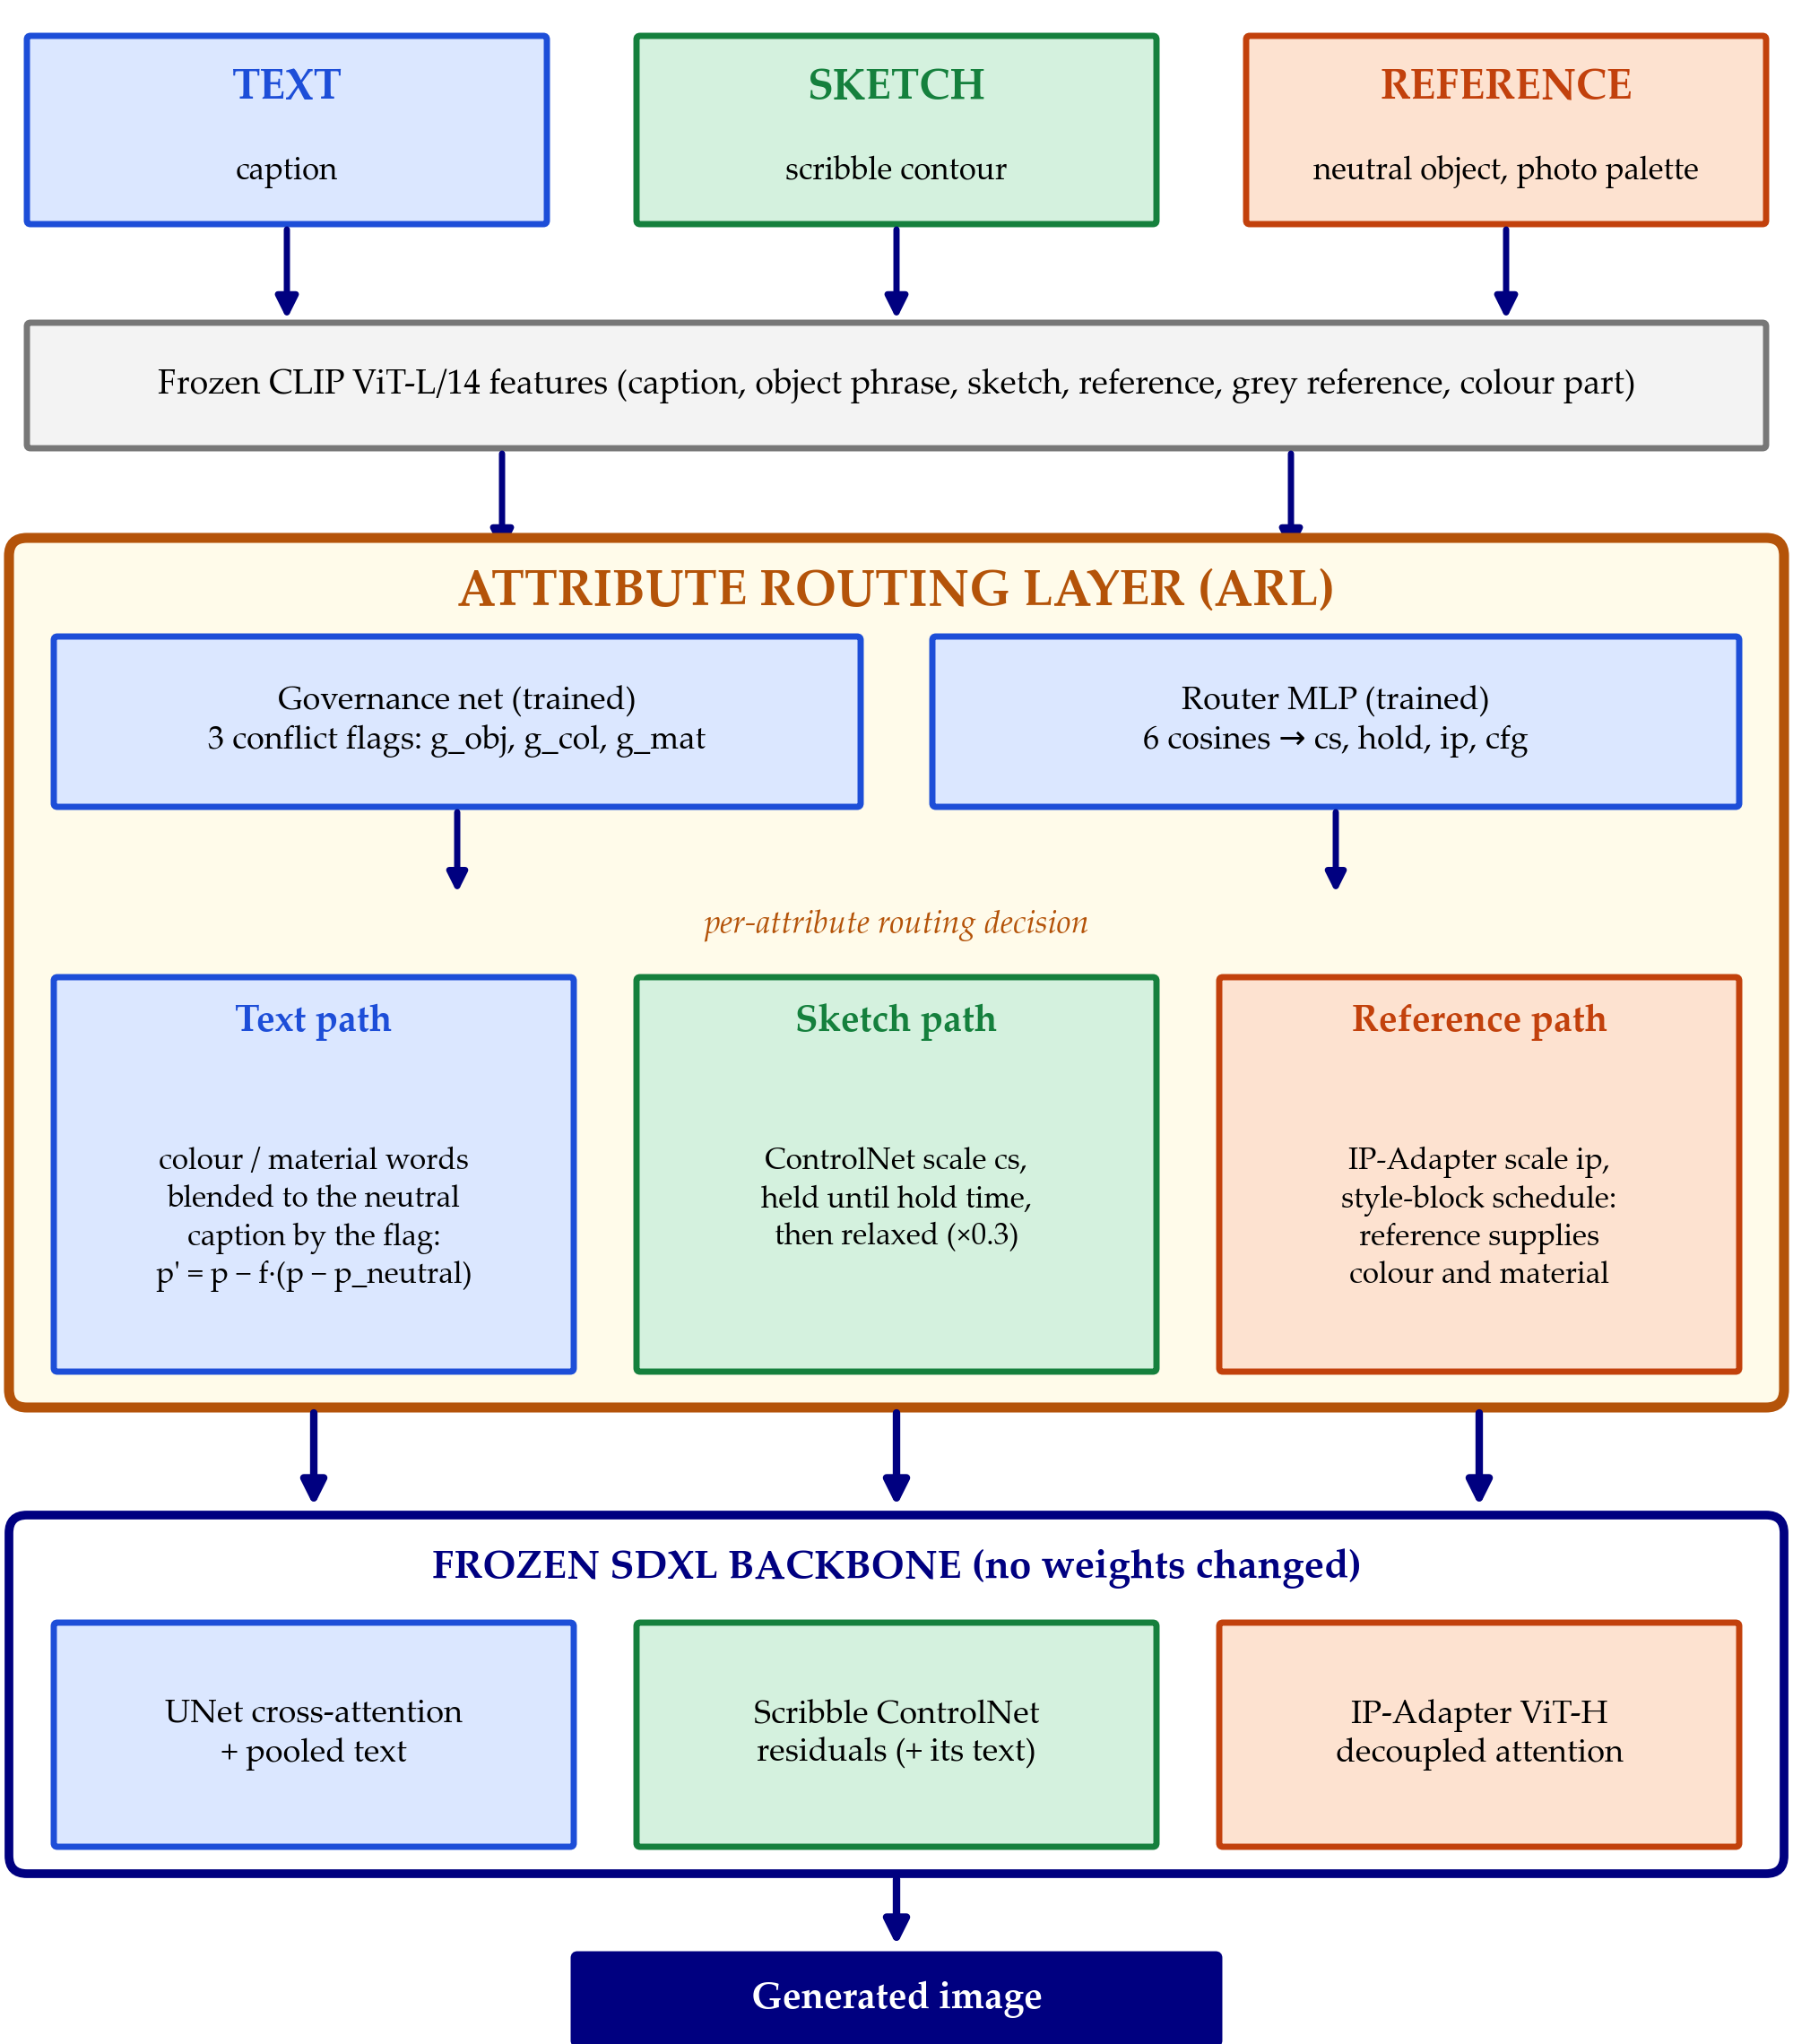 TEXT
caption
SKETCH
scribble contour
REFERENCE
neutral object, photo palette
Frozen CLIP ViT-L/14 features (caption, object phrase, sketch, reference, grey reference, colour part)
ATTRIBUTE ROUTING LAYER (ARL)
Governance net (trained)
3 conflict flags: g_obj, g_col, g_mat
Router MLP (trained)
6 cosines → cs, hold, ip, cfg
per-attribute routing decision
Text path
colour / material words
blended to the neutral
caption by the flag:
p' = p − f·(p − p_neutral)
Sketch path
ControlNet scale cs,
held until hold time,
then relaxed (×0.3)
Reference path
IP-Adapter scale ip,
style-block schedule:
reference supplies
colour and material
FROZEN SDXL BACKBONE (no weights changed)
UNet cross-attention
+ pooled text
Scribble ControlNet
residuals (+ its text)
IP-Adapter ViT-H
decoupled attention
Generated image